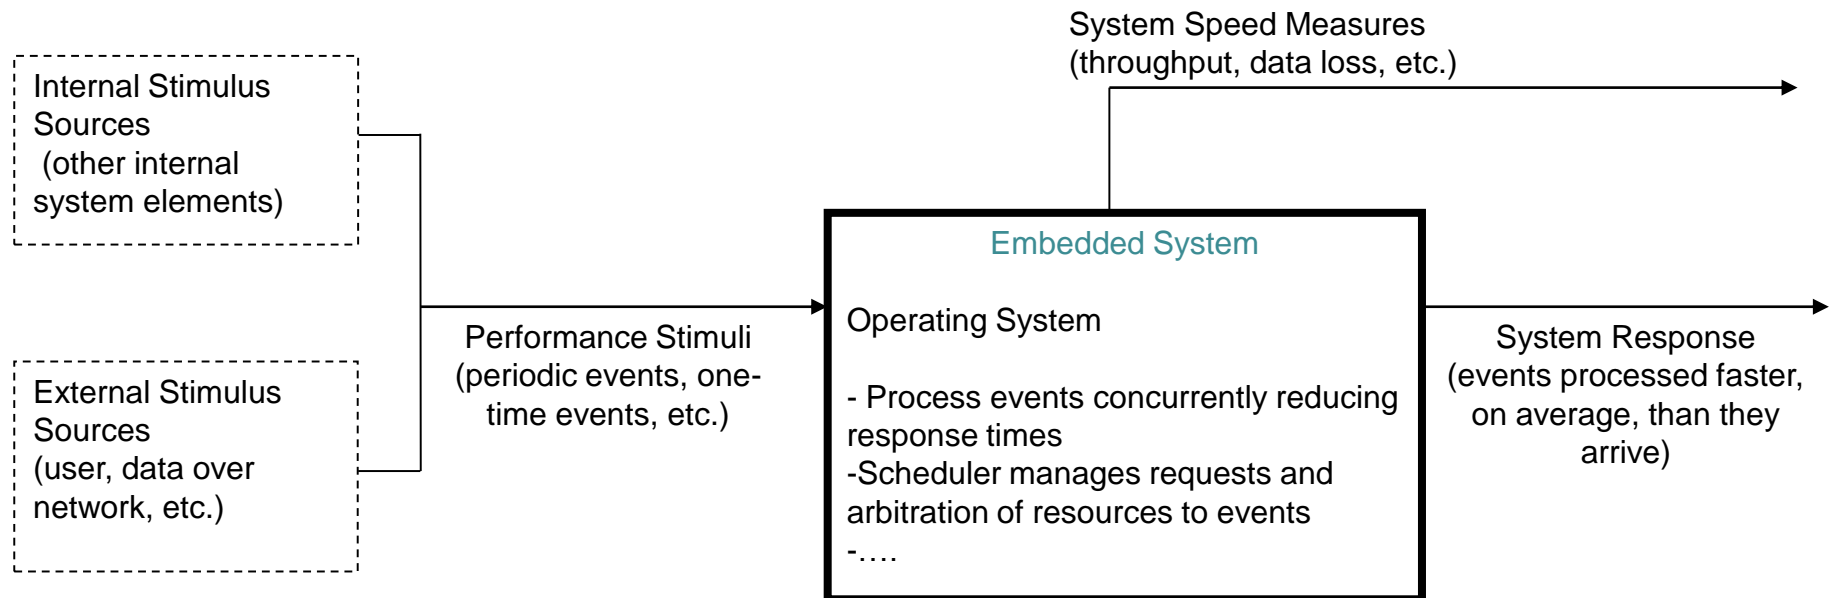 System Speed Measures
(throughput, data loss, etc.)
Internal Stimulus
Sources
(other internal
system elements)
Embedded System
Operating System
- Process events concurrently reducing
response times
-Scheduler manages requests and
arbitration of resources to events
-....
Performance Stimuli
(periodic events, one-
time events, etc.)
System Response
(events processed faster,
on average, than they
arrive)
External Stimulus
Sources
(user, data over
network, etc.)